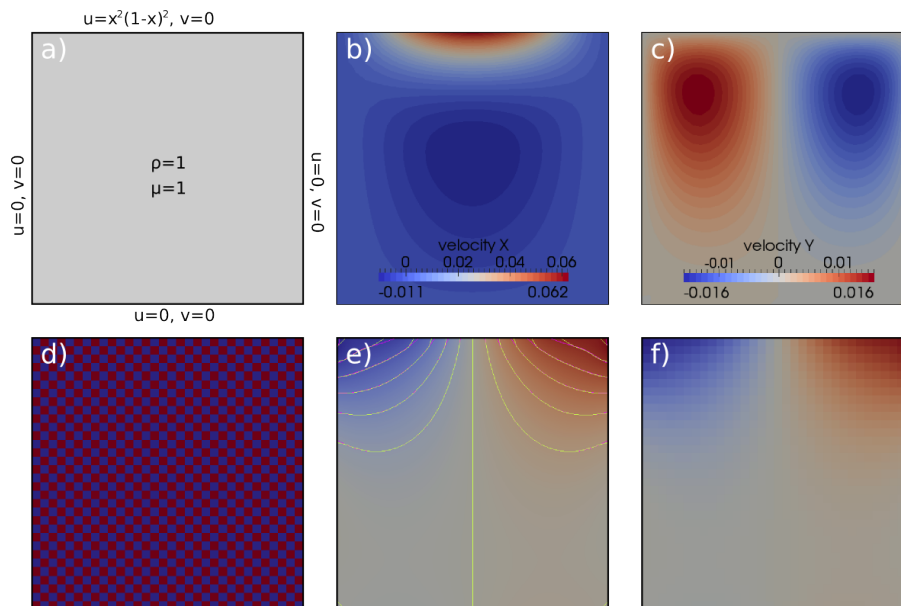 u=x²(1-x)², v=0
a)
ρ=1
μ=1
u=0, v=0
u=0, v=0
u=0, v=0
b)
velocity X
0 0.02 0.04 0.06
-0.011 0.062
c)
velocity Y
-0.01 0 0.01
-0.016 0.016
d)
e)
f)